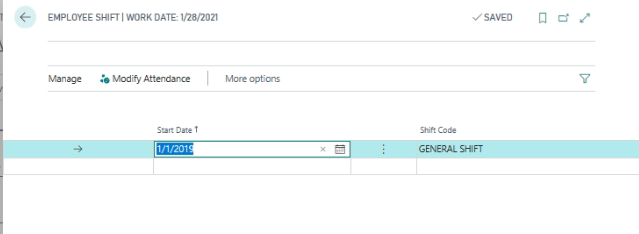 EMPLOYEE SHIFT | WORK DATE: 1/28/2021
✓ SAVED
Manage
Modify Attendance
More options
Start Date ↑
Shift Code
1/1/2019
GENERAL SHIFT